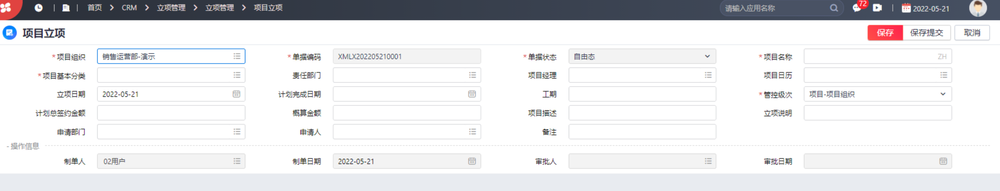 首页 > CRM > 立项管理 > 立项管理 > 项目立项 请输入应用名称 72 2022-05-21
项目立项 保存 保存提交 取消
*项目组织 销售运营部-演示 *单据编码 XMLX202205210001 *单据状态 自由态 *项目名称 ZH
*项目基本分类 责任部门 项目经理 项目日历
立项日期 2022-05-21 计划完成日期 工期 *管控级次 项目-项目组织
计划总签约金额 概算金额 项目描述 立项说明
申请部门 申请人 备注
- 操作信息
制单人 02用户 制单日期 2022-05-21 审批人 审批日期